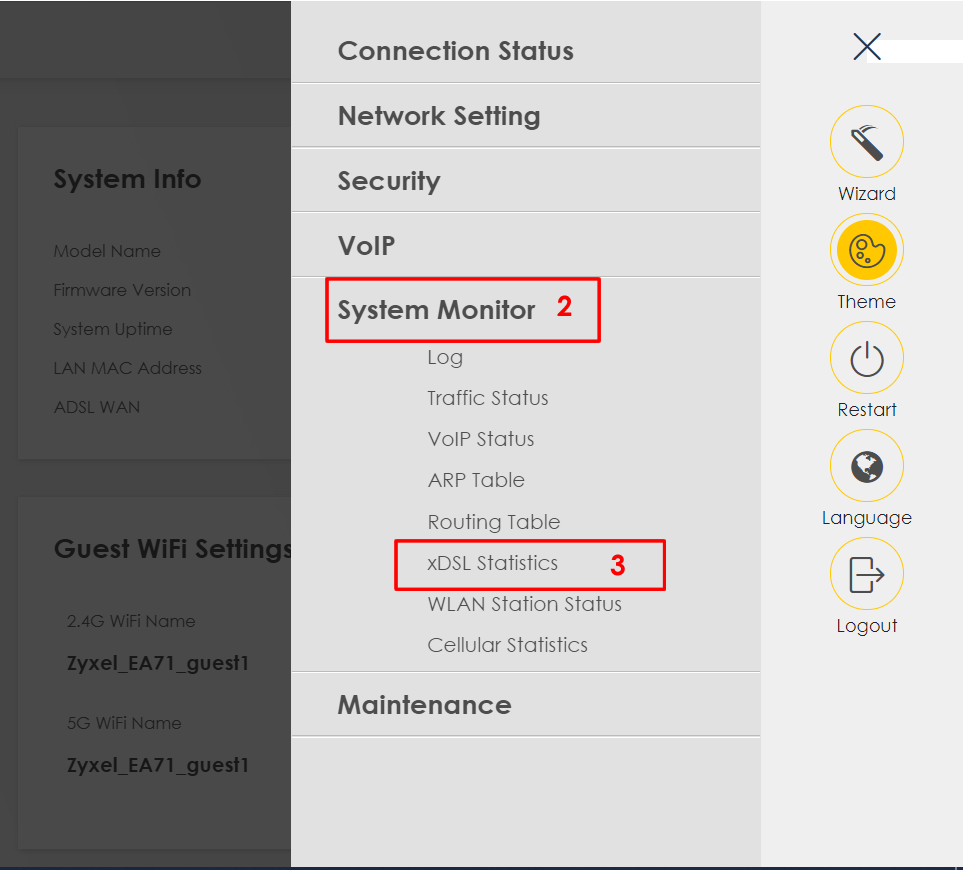 System Info
Model Name
Firmware Version
System Uptime
LAN MAC Address
ADSL WAN
Guest WiFi Settings
2.4G WiFi Name
Zyxel_EA71_guest1
5G WiFi Name
Zyxel_EA71_guest1
Connection Status
Network Setting
Security
VoIP
System Monitor 2
Log
Traffic Status
VoIP Status
ARP Table
Routing Table
xDSL Statistics 3
WLAN Station Status
Cellular Statistics
Maintenance
Wizard
Theme
Restart
Language
Logout